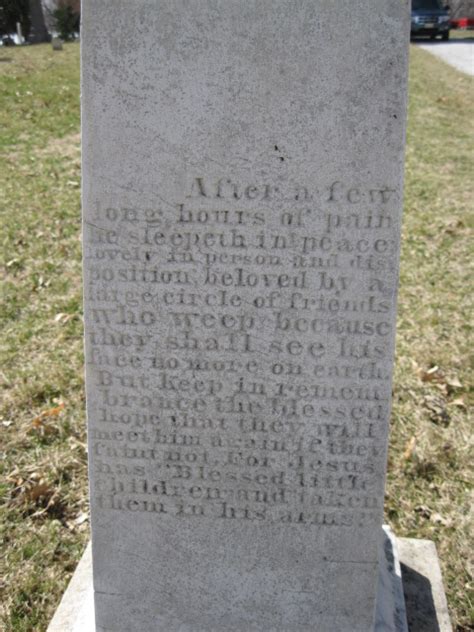 After a few
long hours of pain
he sleepeth in peace
lovely in person and dis
position, beloved by a
large circle of friends
who weep because
they shall see his
face no more on earth
But keep in remem
brance the blessed
hope that they will
meet him again if they
faint not For Jesus
has "Blessed little
children and taken
them in his arms."